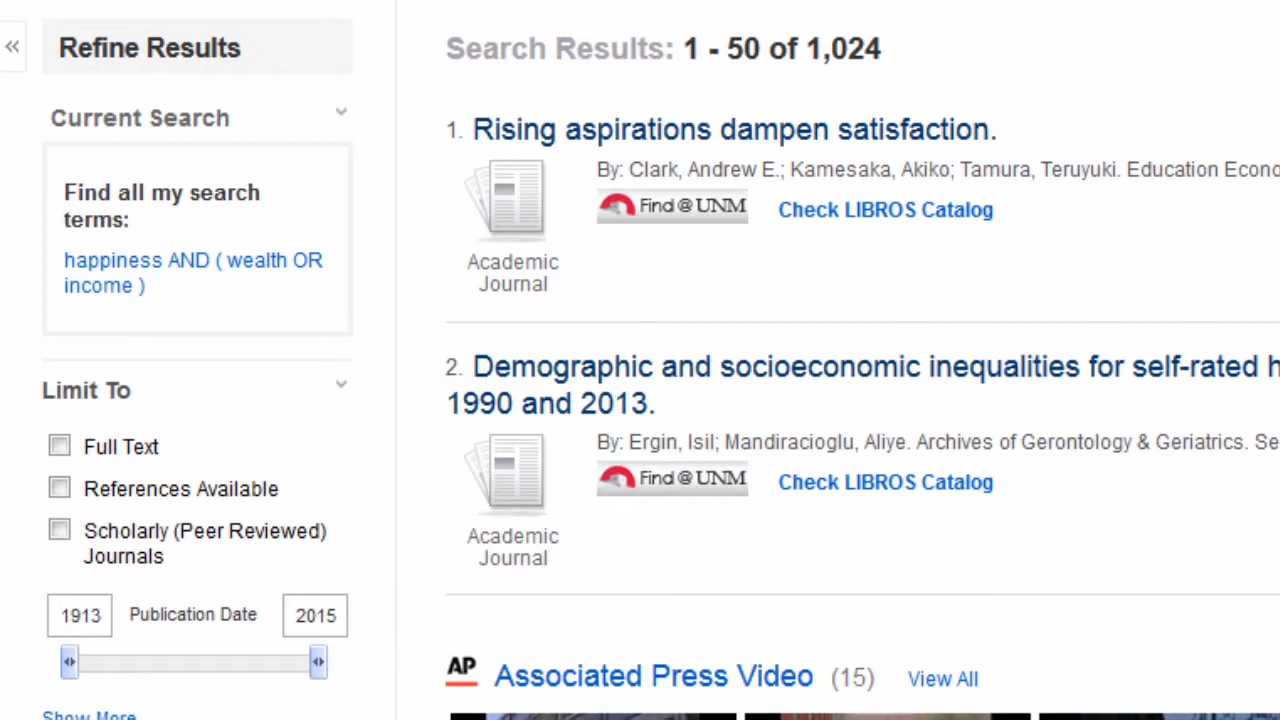 Refine Results
Current Search
Find all my search
terms:
happiness AND ( wealth OR
income )
Limit To
Full Text
References Available
Scholarly (Peer Reviewed)
Journals
1913 Publication Date 2015
Show More
Search Results: 1 - 50 of 1,024
1. Rising aspirations dampen satisfaction.
By: Clark, Andrew E.; Kamesaka, Akiko; Tamura, Teruyuki. Education Econo
Find @ UNM Check LIBROS Catalog
Academic
Journal
2. Demographic and socioeconomic inequalities for self-rated h
1990 and 2013.
By: Ergin, Isil; Mandiracioglu, Aliye. Archives of Gerontology & Geriatrics. Se
Find @ UNM Check LIBROS Catalog
Academic
Journal
AP Associated Press Video (15) View All